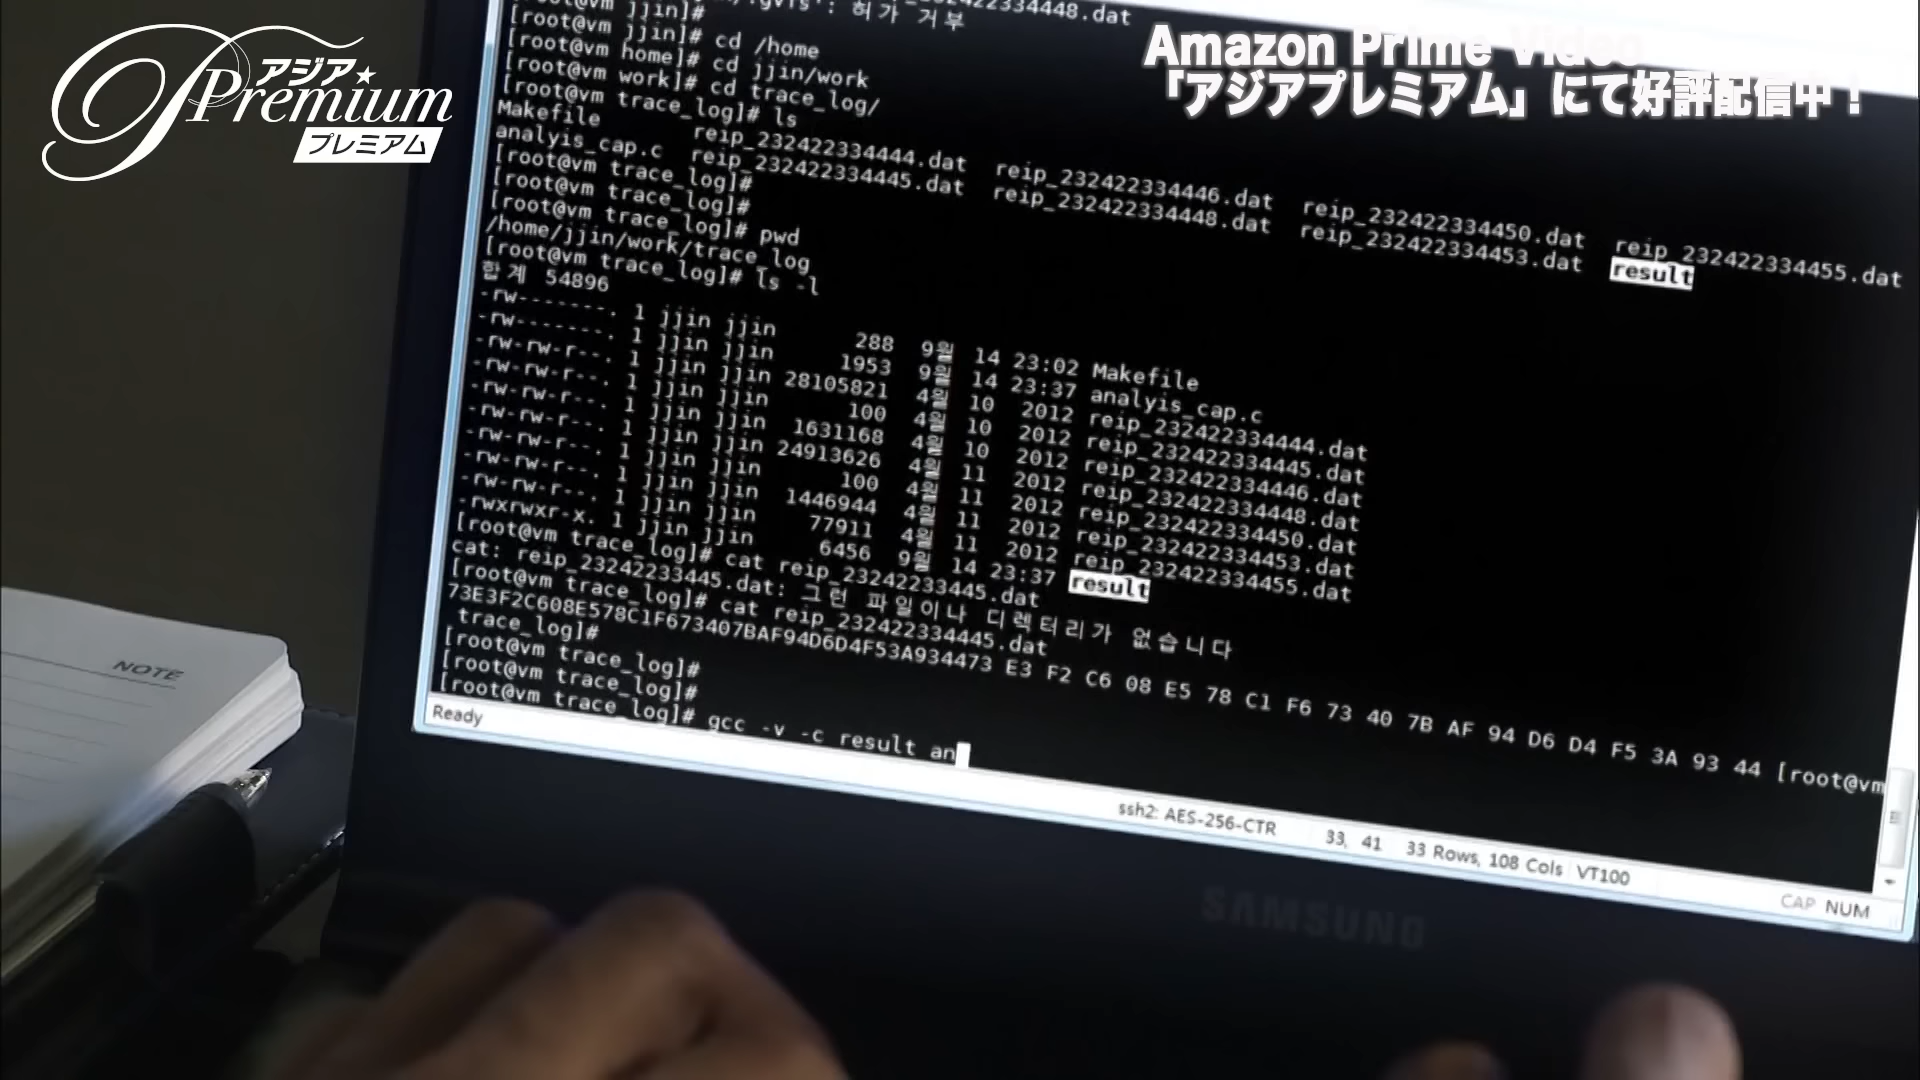 アジア★
Premium
プレミアム
Amazon Prime Video
「アジアプレミアム」にて好評配信中！
허가 거부
[root@vm jjin]#
[root@vm jjin]# cd /home
[root@vm home]# cd jjin/work
[root@vm work]# cd trace_log/
[root@vm trace_log]# ls
Makefile reip_232422334444.dat reip_232422334446.dat reip_232422334450.dat reip_232422334455.dat
analyis_cap.c reip_232422334445.dat reip_232422334448.dat reip_232422334453.dat result
[root@vm trace_log]#
[root@vm trace_log]#
[root@vm trace_log]# pwd
/home/jjin/work/trace_log
[root@vm trace_log]# ls -l
합계 54896
-rw-------. 1 jjin jjin 288 9월 14 23:02 Makefile
-rw-------. 1 jjin jjin 1953 9월 14 23:37 analyis_cap.c
-rw-rw-r--. 1 jjin jjin 28105821 4월 10 2012 reip_232422334444.dat
-rw-rw-r--. 1 jjin jjin 100 4월 10 2012 reip_232422334445.dat
-rw-rw-r--. 1 jjin jjin 1631168 4월 10 2012 reip_232422334446.dat
-rw-rw-r--. 1 jjin jjin 24913626 4월 11 2012 reip_232422334448.dat
-rw-rw-r--. 1 jjin jjin 100 4월 11 2012 reip_232422334450.dat
-rw-rw-r--. 1 jjin jjin 1446944 4월 11 2012 reip_232422334453.dat
-rw-rw-r--. 1 jjin jjin 77911 4월 11 2012 reip_232422334455.dat
-rwxrwxr-x. 1 jjin jjin 6456 9월 14 23:37 result
[root@vm trace_log]# cat reip_23242233445.dat
cat: reip_23242233445.dat: 그런 파일이나 디렉터리가 없습니다
[root@vm trace_log]# cat reip_232422334445.dat
73E3F2C608E578C1F673407BAF94D6D4F53A934473 E3 F2 C6 08 E5 78 C1 F6 73 40 7B AF 94 D6 D4 F5 3A 93 44 [root@vm
trace_log]#
[root@vm trace_log]#
[root@vm trace_log]#
[root@vm trace_log]# gcc -v -c result an
Ready ssh2: AES-256-CTR 33, 41 33 Rows, 108 Cols VT100 CAP NUM
SAMSUNG
NOTE